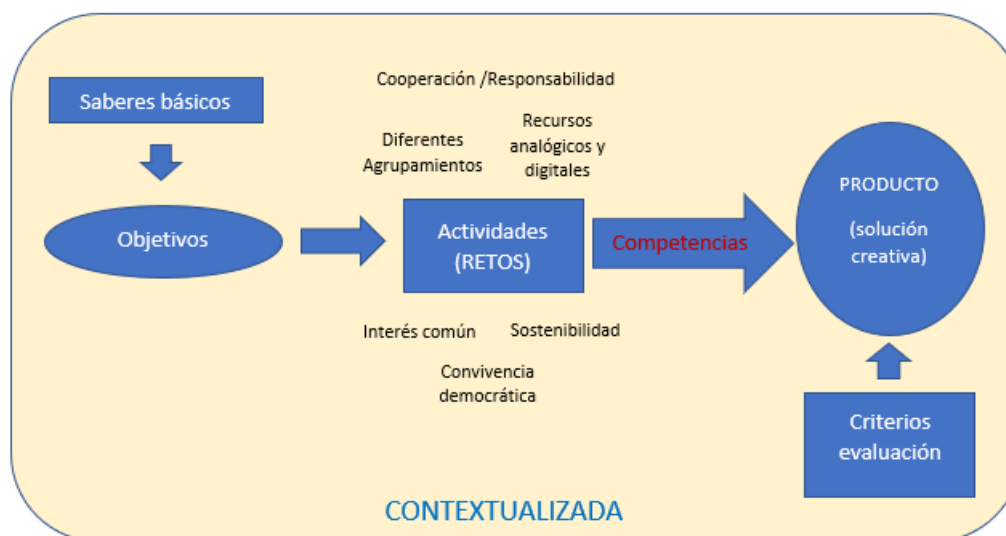 Cooperación /Responsabilidad
Saberes básicos
Diferentes
Agrupamientos
Recursos
analógicos y
digitales
Objetivos
Actividades
(RETOS)
Competencias
PRODUCTO
(solución
creativa)
Interés común
Sostenibilidad
Convivencia
democrática
Criterios
evaluación
CONTEXTUALIZADA